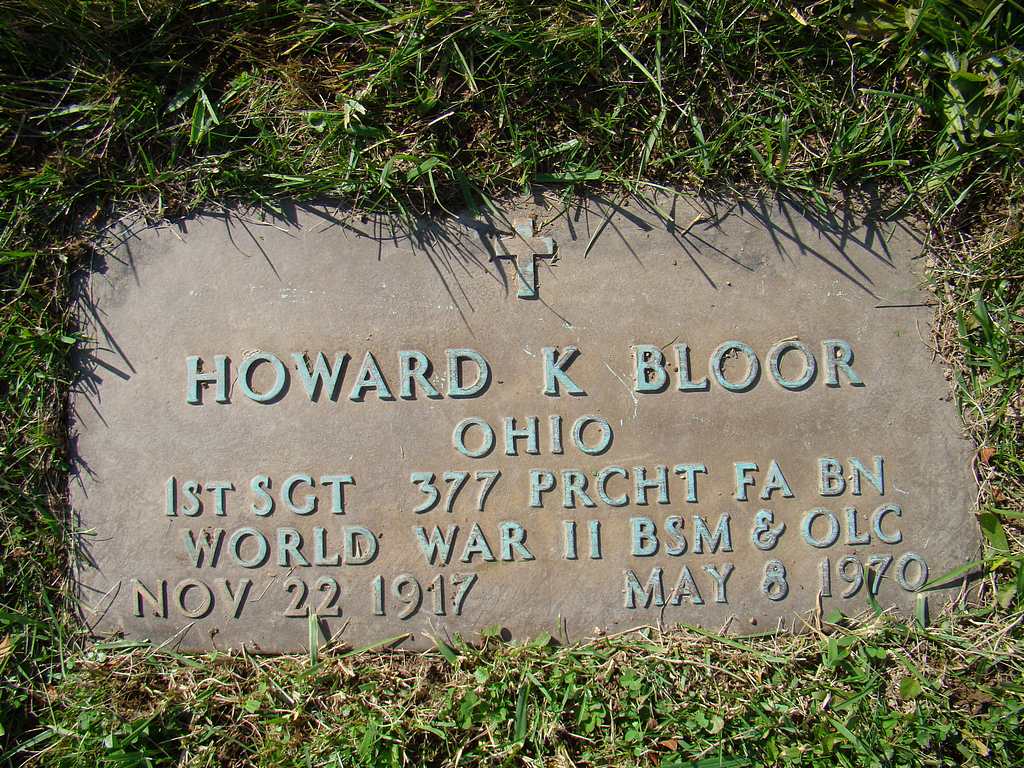 HOWARD K BLOOR
OHIO
1ST SGT 377 PRCHT FA BN
WORLD WAR II BSM & OLC
NOV 22 1917 MAY 8 1970